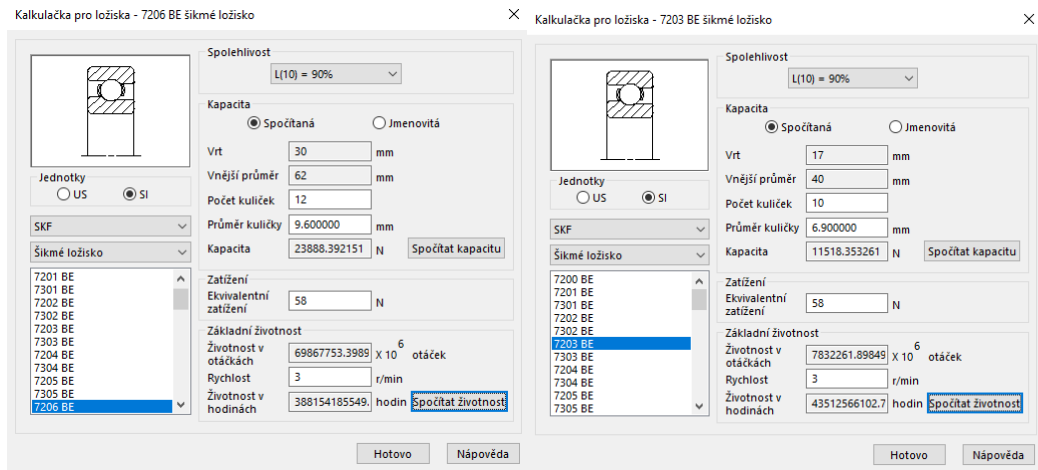 Kalkulačka pro ložiska - 7206 BE šikmé ložisko
Spolehlivost
L(10) = 90%
Kapacita
Spočítaná Jmenovitá
Vrt 30 mm
Vnější průměr 62 mm
Počet kuliček 12
Průměr kuličky 9.600000 mm
Kapacita 23888.392151 N Spočítat kapacitu
Jednotky
US SI
SKF
Šikmé ložisko
7201 BE
7301 BE
7202 BE
7302 BE
7203 BE
7303 BE
7204 BE
7304 BE
7205 BE
7305 BE
7206 BE
Zatížení
Ekvivalentní
zatížení 58 N
Základní životnost
Životnost v
otáčkách 69867753.3989 X 10 6 otáček
Rychlost 3 r/min
Životnost v
hodinách 388154185549. hodin Spočítat životnost
Hotovo Nápověda
Kalkulačka pro ložiska - 7203 BE šikmé ložisko
Spolehlivost
L(10) = 90%
Kapacita
Spočítaná Jmenovitá
Vrt 17 mm
Vnější průměr 40 mm
Počet kuliček 10
Průměr kuličky 6.900000 mm
Kapacita 11518.353261 N Spočítat kapacitu
Jednotky
US SI
SKF
Šikmé ložisko
7200 BE
7201 BE
7301 BE
7202 BE
7302 BE
7203 BE
7303 BE
7204 BE
7304 BE
7205 BE
7305 BE
Zatížení
Ekvivalentní
zatížení 58 N
Základní životnost
Životnost v
otáčkách 7832261.89849 X 10 6 otáček
Rychlost 3 r/min
Životnost v
hodinách 43512566102.7 hodin Spočítat životnost
Hotovo Nápověda